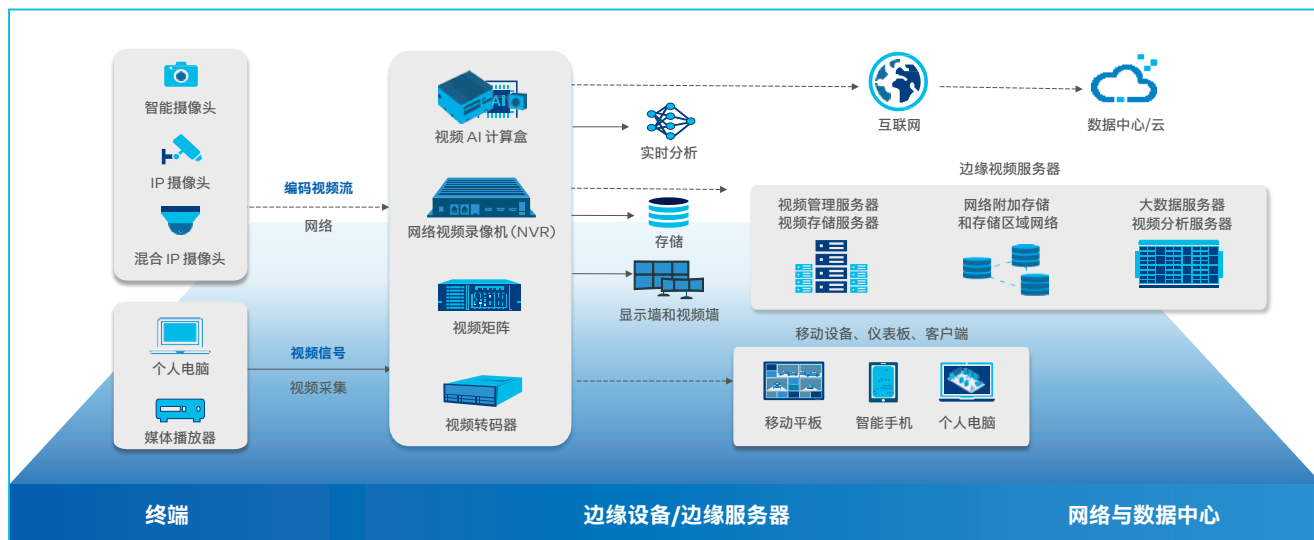 智能摄像头
IP 摄像头
混合 IP 摄像头
个人电脑
媒体播放器
编码视频流
网络
视频信号
视频采集
AI
视频 AI 计算盒
网络视频录像机（NVR）
视频矩阵
视频转码器
实时分析
存储
显示墙和视频墙
互联网
数据中心/云
边缘视频服务器
视频管理服务器
视频存储服务器
网络附加存储
和存储区域网络
大数据服务器
视频分析服务器
移动设备、仪表板、客户端
移动平板
智能手机
个人电脑
终端
边缘设备/边缘服务器
网络与数据中心